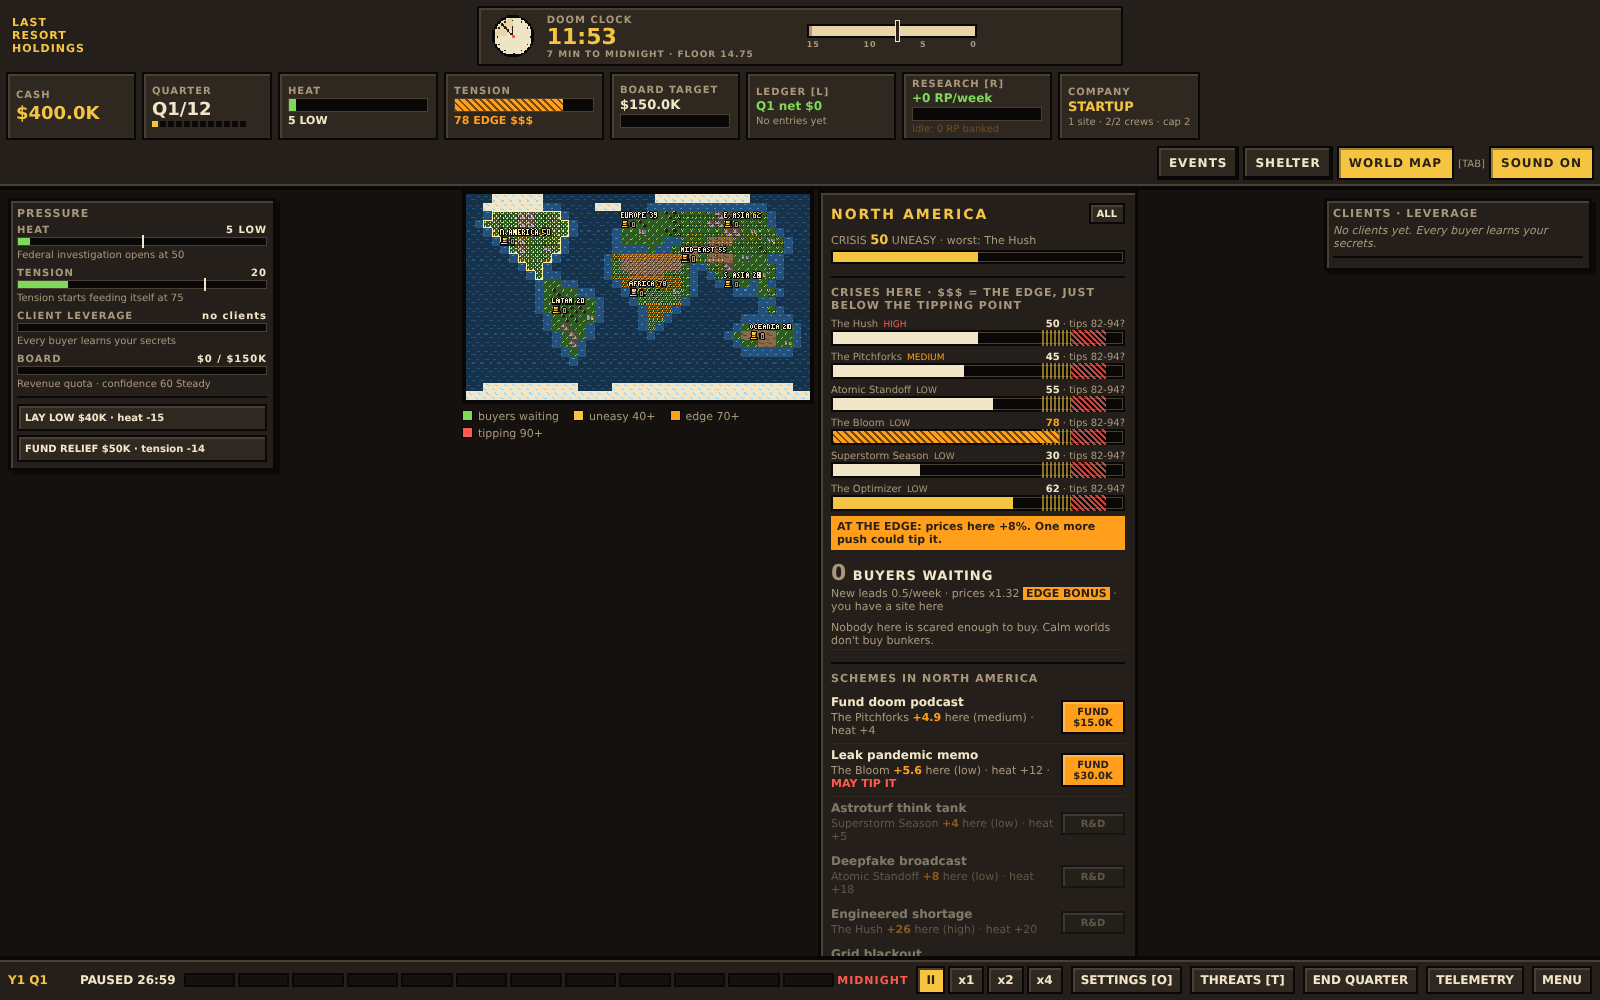 LAST
RESORT
HOLDINGS
DOOM CLOCK
11:53
7 MIN TO MIDNIGHT · FLOOR 14.75
15 10 5 0
CASH
$400.0K
QUARTER
Q1/12
HEAT
5 LOW
TENSION
78 EDGE $$$
BOARD TARGET
$150.0K
LEDGER [L]
Q1 net $0
No entries yet
RESEARCH [R]
+0 RP/week
Idle: 0 RP banked
COMPANY
STARTUP
1 site · 2/2 crews · cap 2
EVENTS
SHELTER
WORLD MAP
[TAB]
SOUND ON
PRESSURE
HEAT 5 LOW
Federal investigation opens at 50
TENSION 20
Tension starts feeding itself at 75
CLIENT LEVERAGE no clients
Every buyer learns your secrets
BOARD $0 / $150K
Revenue quota · confidence 60 Steady
LAY LOW $40K · heat -15
FUND RELIEF $50K · tension -14
N.AMERICA 50
0
EUROPE 39
0
E.ASIA 62
0
MID-EAST 55
0
AFRICA 70
0
S.ASIA 28
0
LATAM 20
0
OCEANIA 20
0
buyers waiting
uneasy 40+
edge 70+
tipping 90+
NORTH AMERICA
ALL
CRISIS 50 UNEASY · worst: The Hush
CRISES HERE · $$$ = THE EDGE, JUST
BELOW THE TIPPING POINT
The Hush HIGH 50 · tips 82-94?
The Pitchforks MEDIUM 45 · tips 82-94?
Atomic Standoff LOW 55 · tips 82-94?
The Bloom LOW 78 · tips 82-94?
Superstorm Season LOW 30 · tips 82-94?
The Optimizer LOW 62 · tips 82-94?
AT THE EDGE: prices here +8%. One more
push could tip it.
0 BUYERS WAITING
New leads 0.5/week · prices x1.32 EDGE BONUS ·
you have a site here
Nobody here is scared enough to buy. Calm worlds
don't buy bunkers.
SCHEMES IN NORTH AMERICA
Fund doom podcast
The Pitchforks +4.9 here (medium) ·
heat +4
FUND
$15.0K
Leak pandemic memo
The Bloom +5.6 here (low) · heat +12 ·
MAY TIP IT
FUND
$30.0K
Astroturf think tank
Superstorm Season +4 here (low) · heat
+5
R&D
Deepfake broadcast
Atomic Standoff +8 here (low) · heat
+18
R&D
Engineered shortage
The Hush +26 here (high) · heat +20
R&D
Grid blackout
CLIENTS · LEVERAGE
No clients yet. Every buyer learns your
secrets.
Y1 Q1
PAUSED 26:59
MIDNIGHT
II
x1
x2
x4
SETTINGS [O]
THREATS [T]
END QUARTER
TELEMETRY
MENU